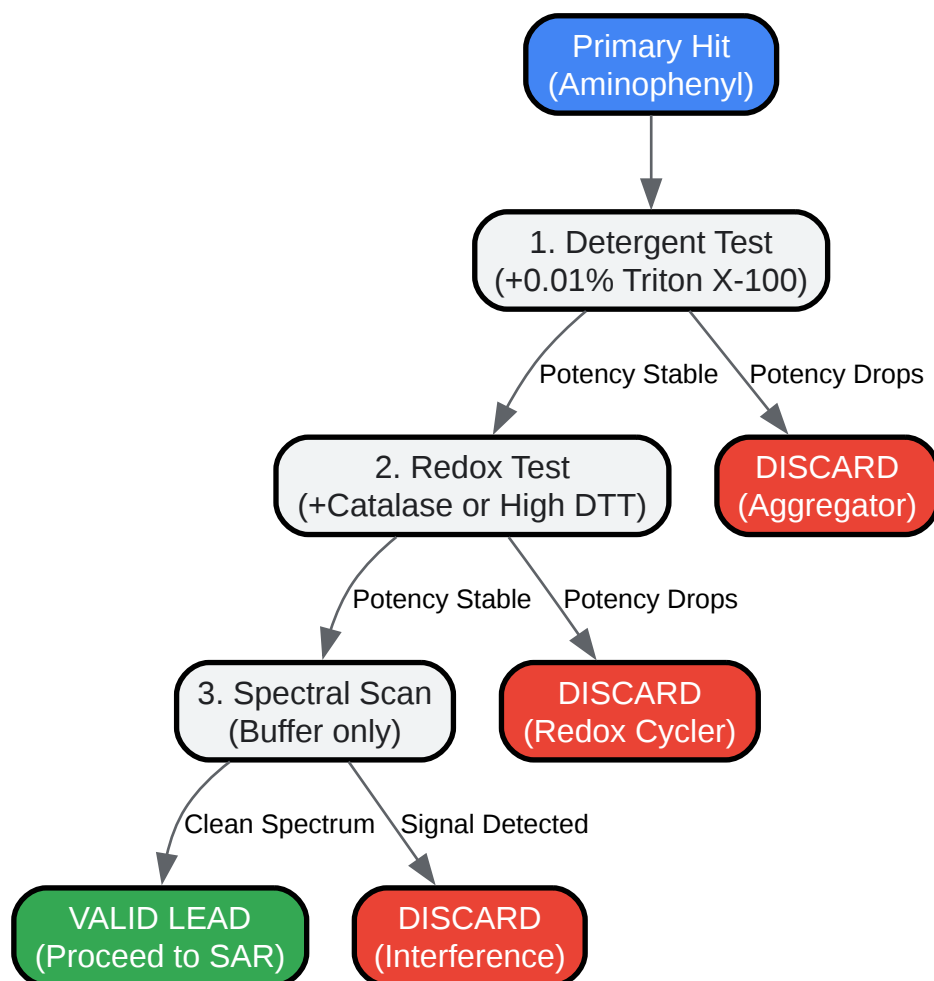 Primary Hit
(Aminophenyl)
1. Detergent Test
(+0.01% Triton X-100)
Potency Stable
Potency Drops
2. Redox Test
(+Catalase or High DTT)
DISCARD
(Aggregator)
Potency Stable
Potency Drops
3. Spectral Scan
(Buffer only)
DISCARD
(Redox Cycler)
Clean Spectrum
Signal Detected
VALID LEAD
(Proceed to SAR)
DISCARD
(Interference)